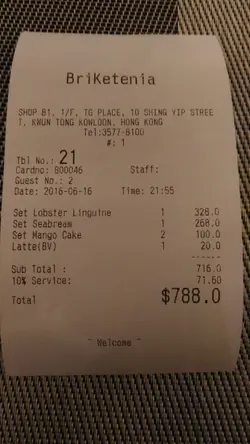 BriKetenia
SHOP B1, 1/F, TG PLACE, 10 SHING YIP STREE
T, KWUN TONG KOWLOON, HONG KONG
Tel:3577-8100
#: 1
Tbl No.: 21
Cardno: 800046 Staff:
Guest No.: 2
Date: 2016-06-16 Time: 21:55
Set Lobster Linguine 1 328.0
Set Seabream 1 268.0
Set Mango Cake 2 100.0
Latte(BV) 1 20.0
------
Sub Total : 716.0
10% Service: 71.60
------
Total $788.0
~ Welcome ~